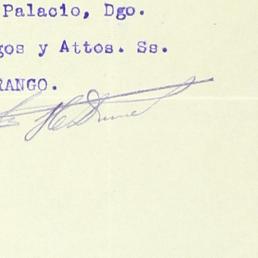 Palacio, Dgo.
gos y Attos. Ss.
RANGO.